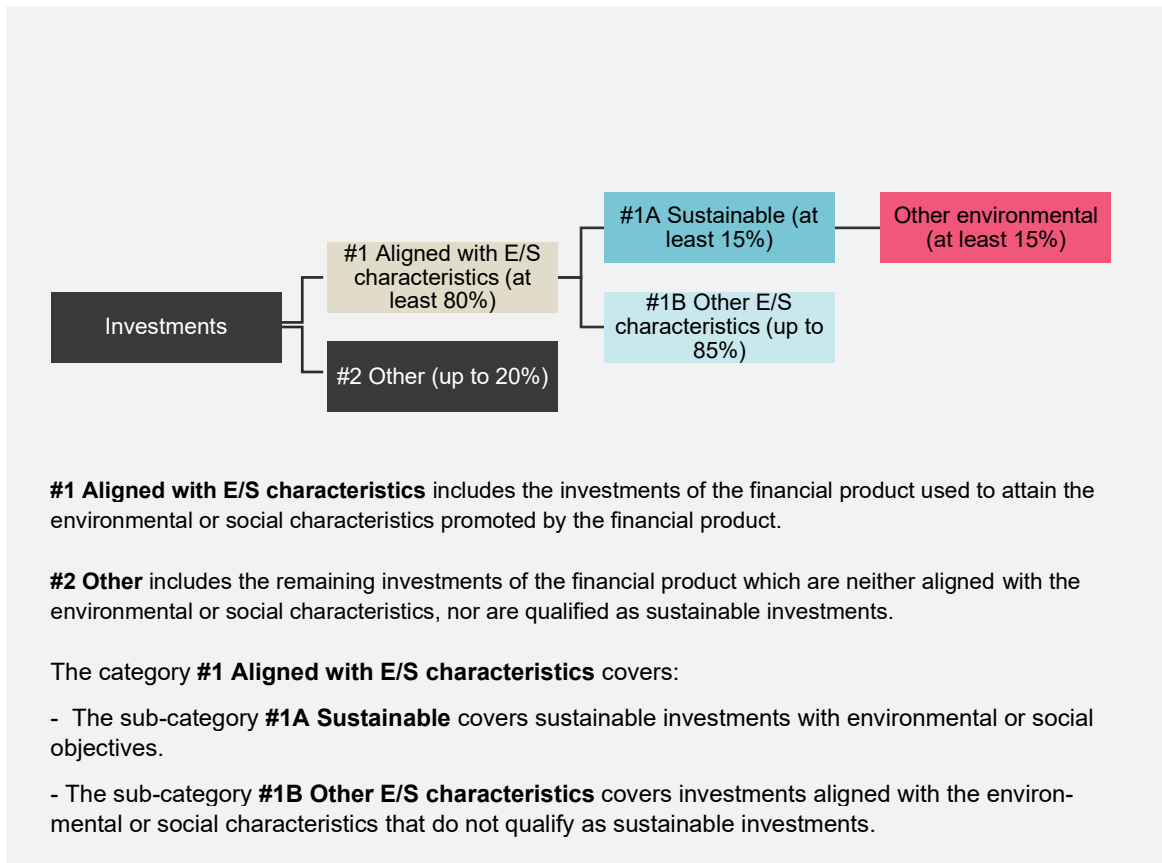 Investments
#1 Aligned with E/S
characteristics (at
least 80%)
#2 Other (up to 20%)
#1A Sustainable (at
least 15%)
#1B Other E/S
characteristics (up to
85%)
Other environmental
(at least 15%)
#1 Aligned with E/S characteristics includes the investments of the financial product used to attain the
environmental or social characteristics promoted by the financial product.
#2 Other includes the remaining investments of the financial product which are neither aligned with the
environmental or social characteristics, nor are qualified as sustainable investments.
The category #1 Aligned with E/S characteristics covers:
- The sub-category #1A Sustainable covers sustainable investments with environmental or social
objectives.
- The sub-category #1B Other E/S characteristics covers investments aligned with the environ-
mental or social characteristics that do not qualify as sustainable investments.